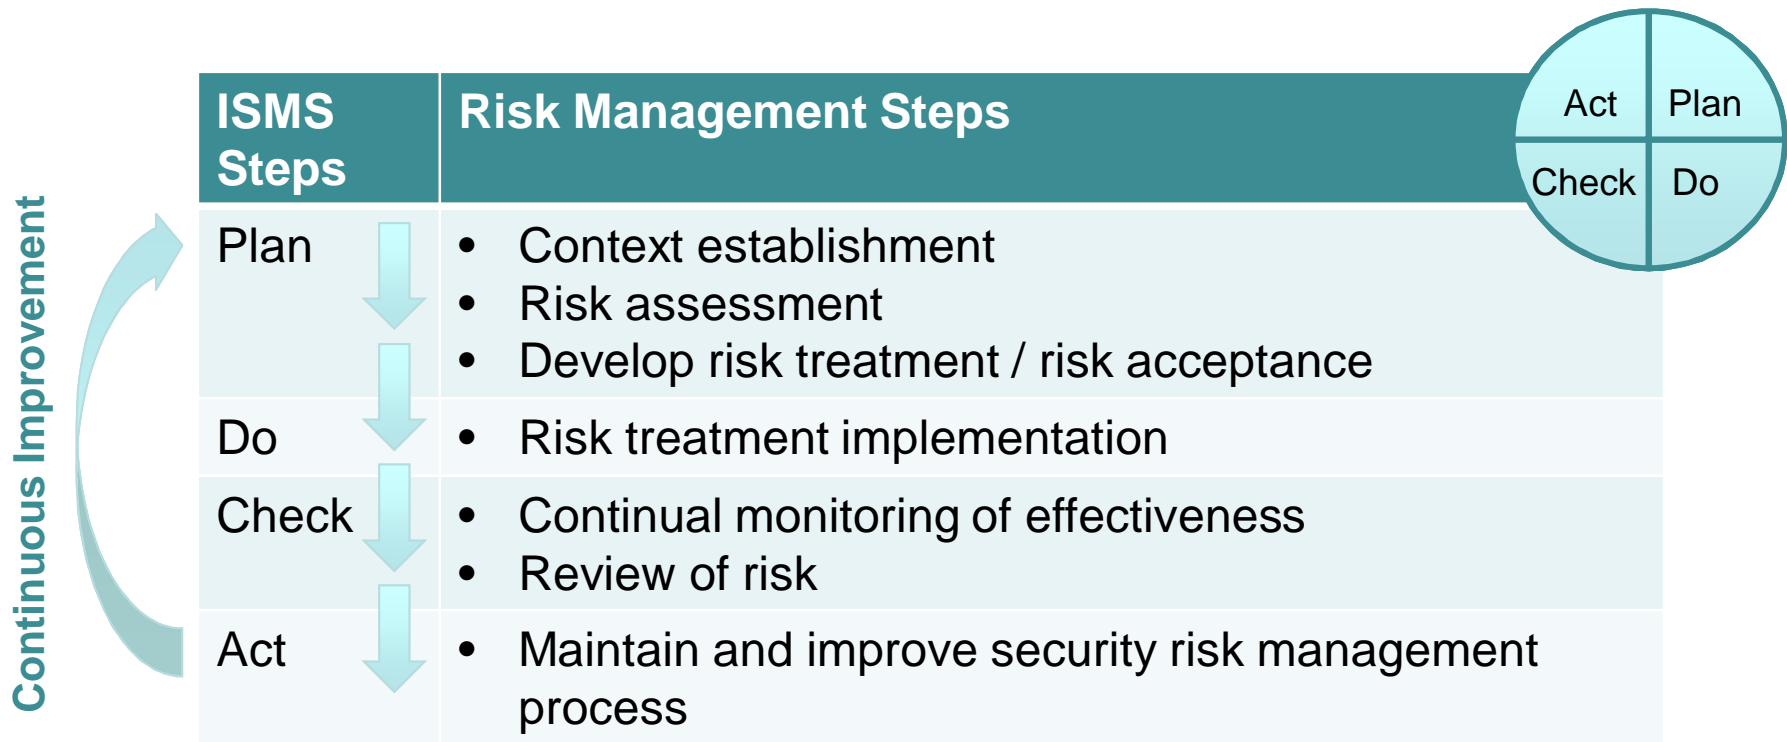 Continuous Improvement
ISMS
Steps
Risk Management Steps
Act
Plan
Check
Do
Plan
• Context establishment
• Risk assessment
• Develop risk treatment / risk acceptance
Do
• Risk treatment implementation
Check
• Continual monitoring of effectiveness
• Review of risk
Act
• Maintain and improve security risk management
process